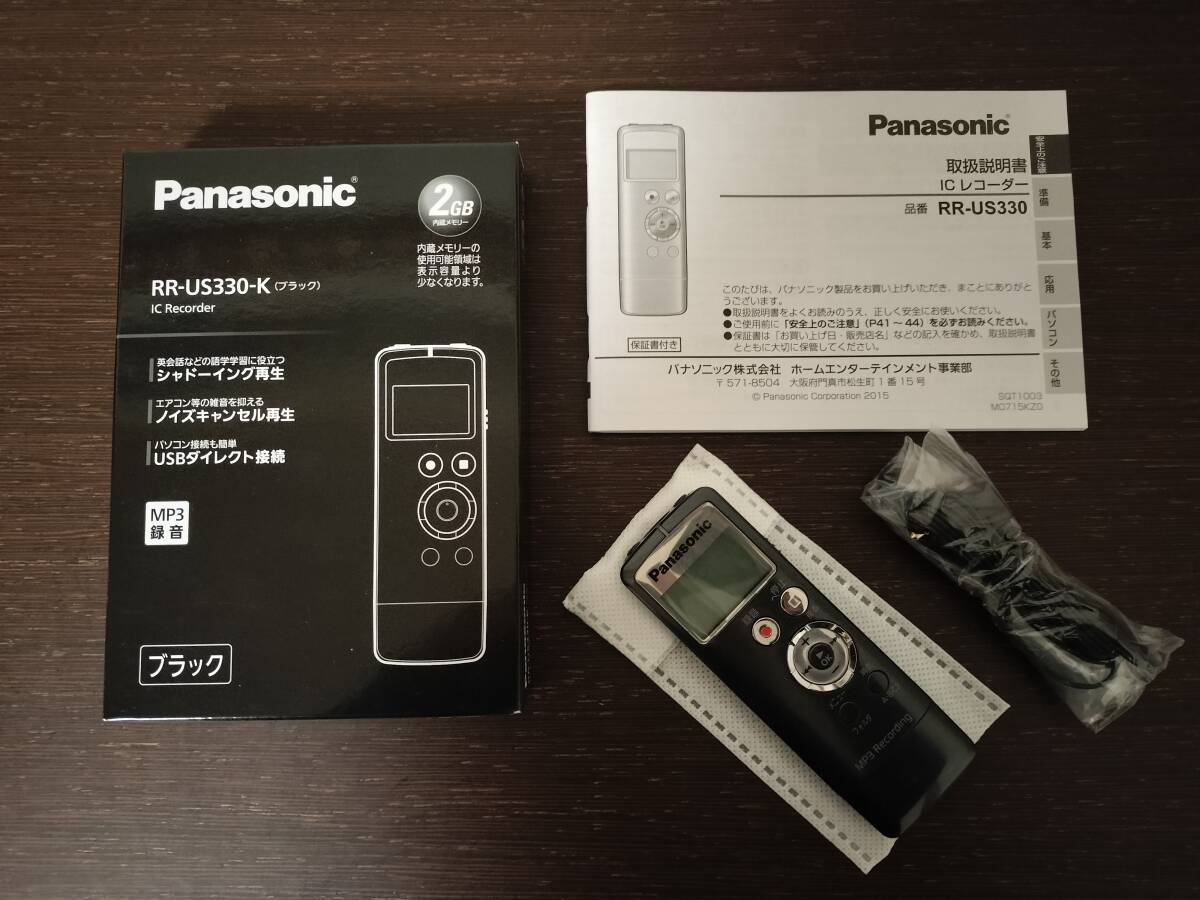 Panasonic®
2GB
内蔵メモリー
内蔵メモリーの
使用可能領域は
表示容量より
少なくなります。
RR-US330-K（ブラック）
IC Recorder
英会話などの語学学習に役立つ
シャドーイング再生
エアコン等の雑音を抑える
ノイズキャンセル再生
パソコン接続も簡単
USBダイレクト接続
MP3
録音
ブラック
Panasonic®
取扱説明書
IC レコーダー
品番 RR-US330
このたびは、パナソニック製品をお買い上げいただき、まことにありがと
うございます。
●取扱説明書をよくお読みのうえ、正しく安全にお使いください。
●ご使用前に「安全上のご注意」（P41～44）を必ずお読みください。
●保証書は「お買い上げ日・販売店名」などの記入を確かめ、取扱説明書
とともに大切に保管してください。
保証書付き
パナソニック株式会社 ホームエンターテインメント事業部
〒571-8504 大阪府門真市松生町1番15号
© Panasonic Corporation 2015
SQT1003
M0715KZ0
安全上のご注意
準備
基本
応用
パソコン
その他
Panasonic
録音
停止
OK
フォルダ
MP3 Recording